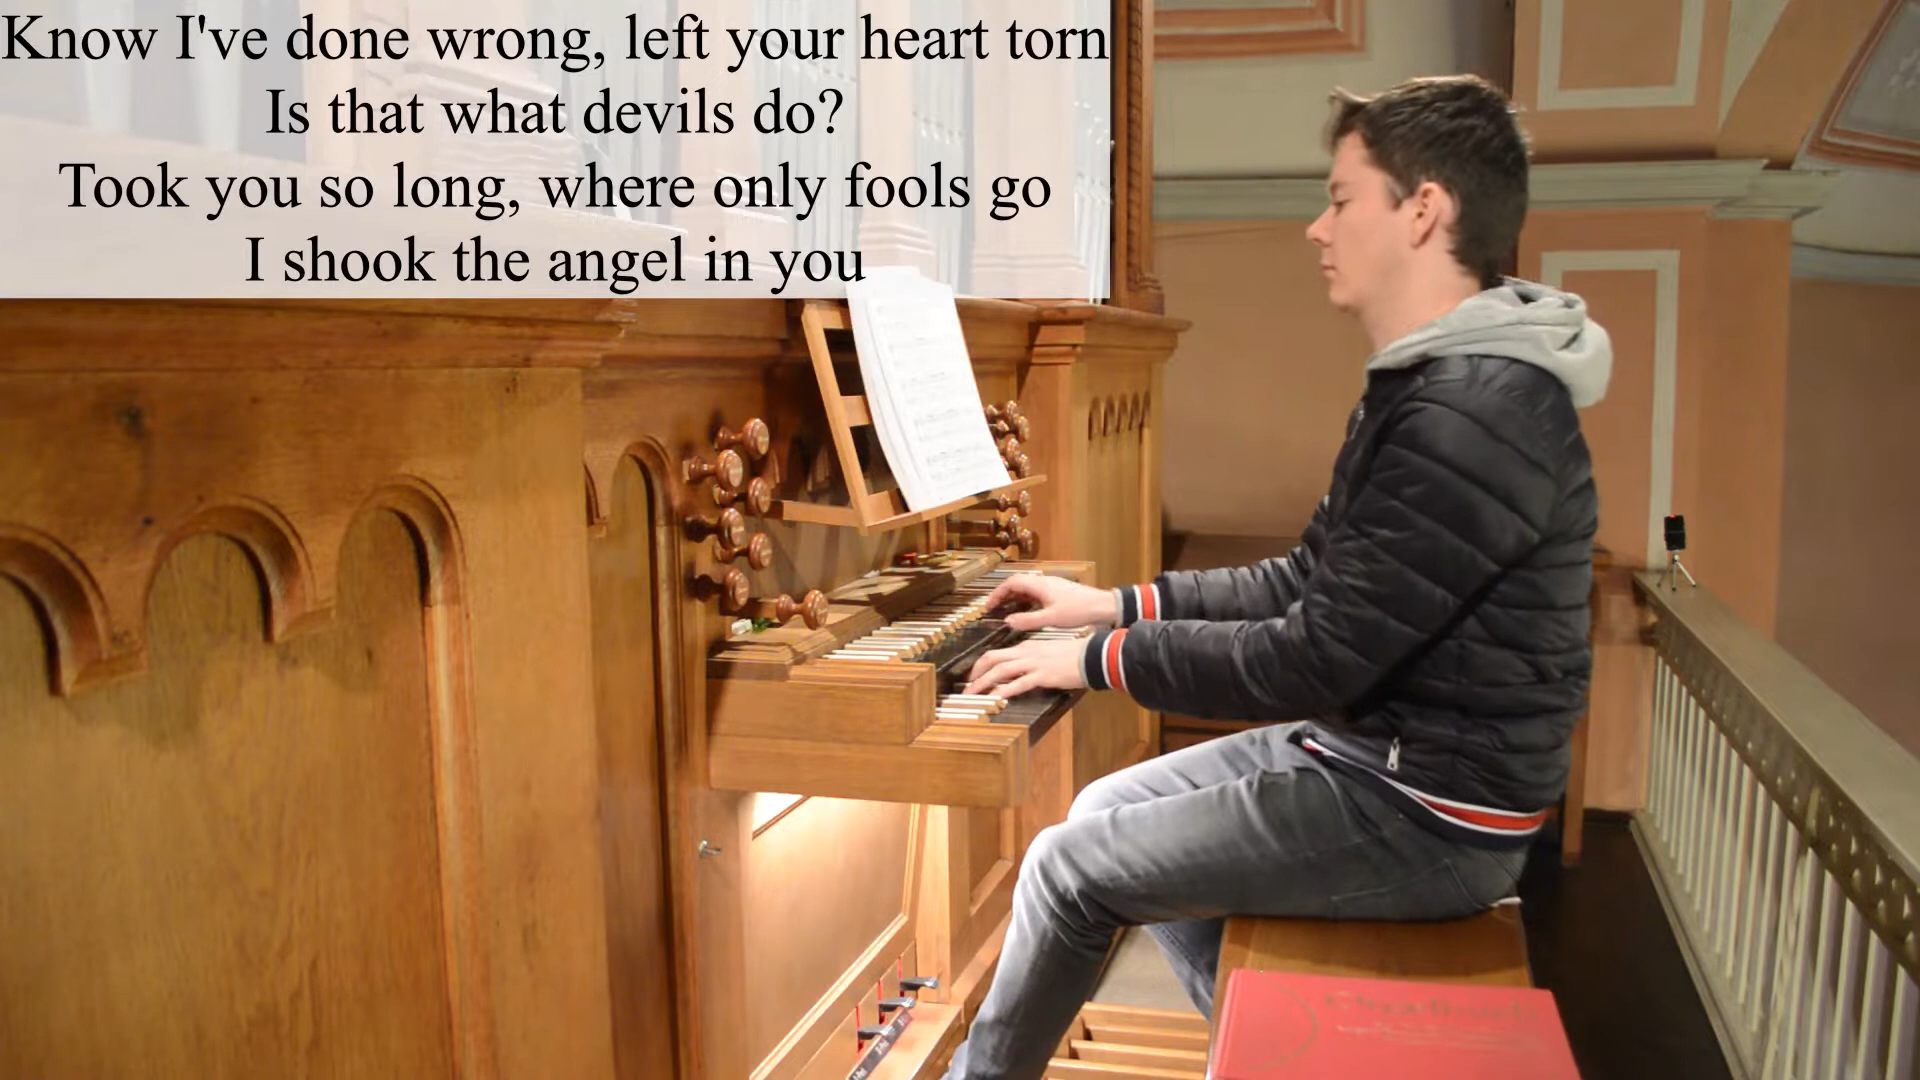 Know I've done wrong, left your heart torn
Is that what devils do?
Took you so long, where only fools go
I shook the angel in you